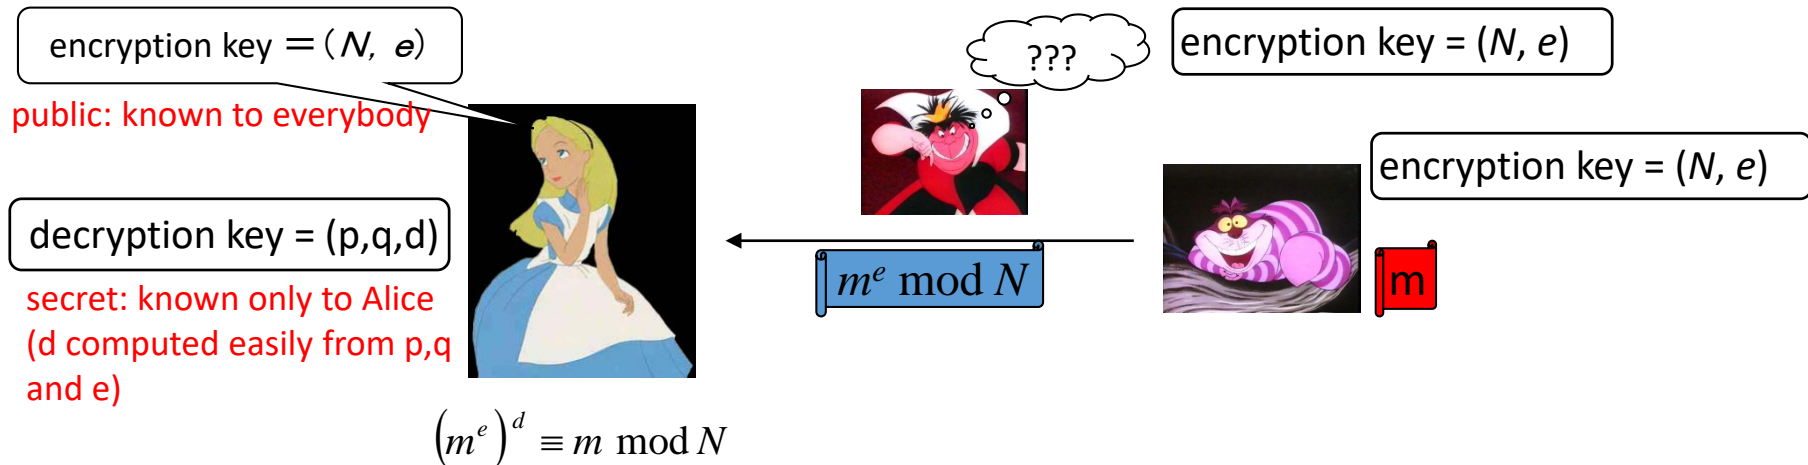 encryption key =(N, e)
public: known to everybody
decryption key = (p,q,d)
secret: known only to Alice
(d computed easily from p,q
and e)
(m^e)^d ≡ m mod N
???
encryption key = (N, e)
m^e mod N
encryption key = (N, e)
m